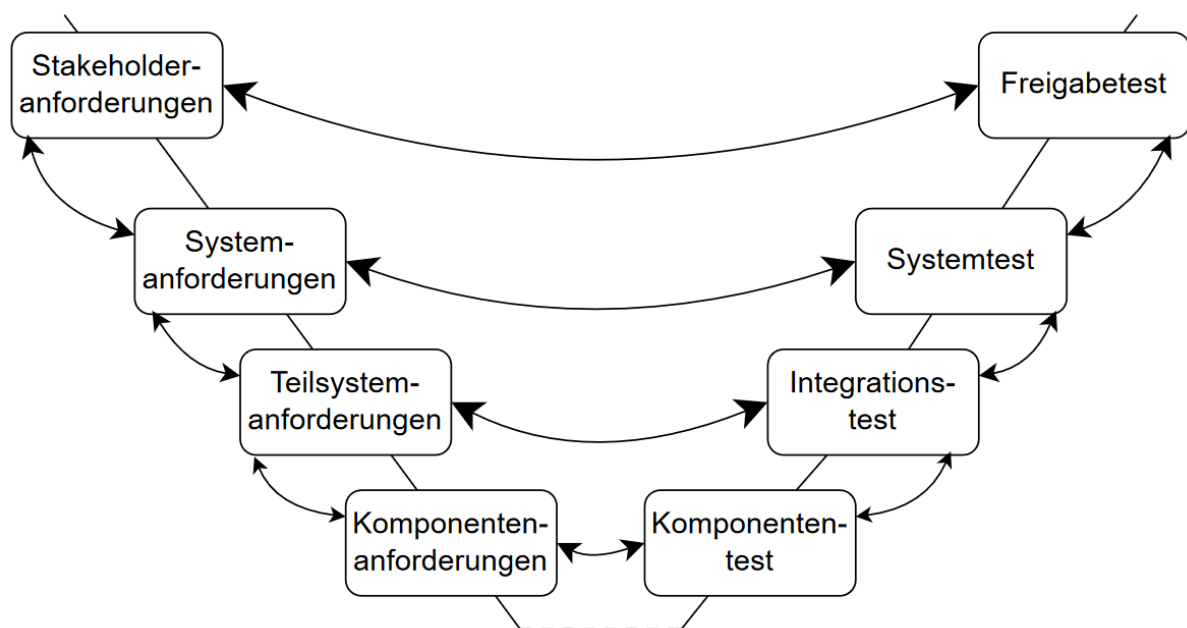 Stakeholder-
anforderungen
Freigabetest
System-
anforderungen
Systemtest
Teilsystem-
anforderungen
Integrations-
test
Komponenten-
anforderungen
Komponenten-
test